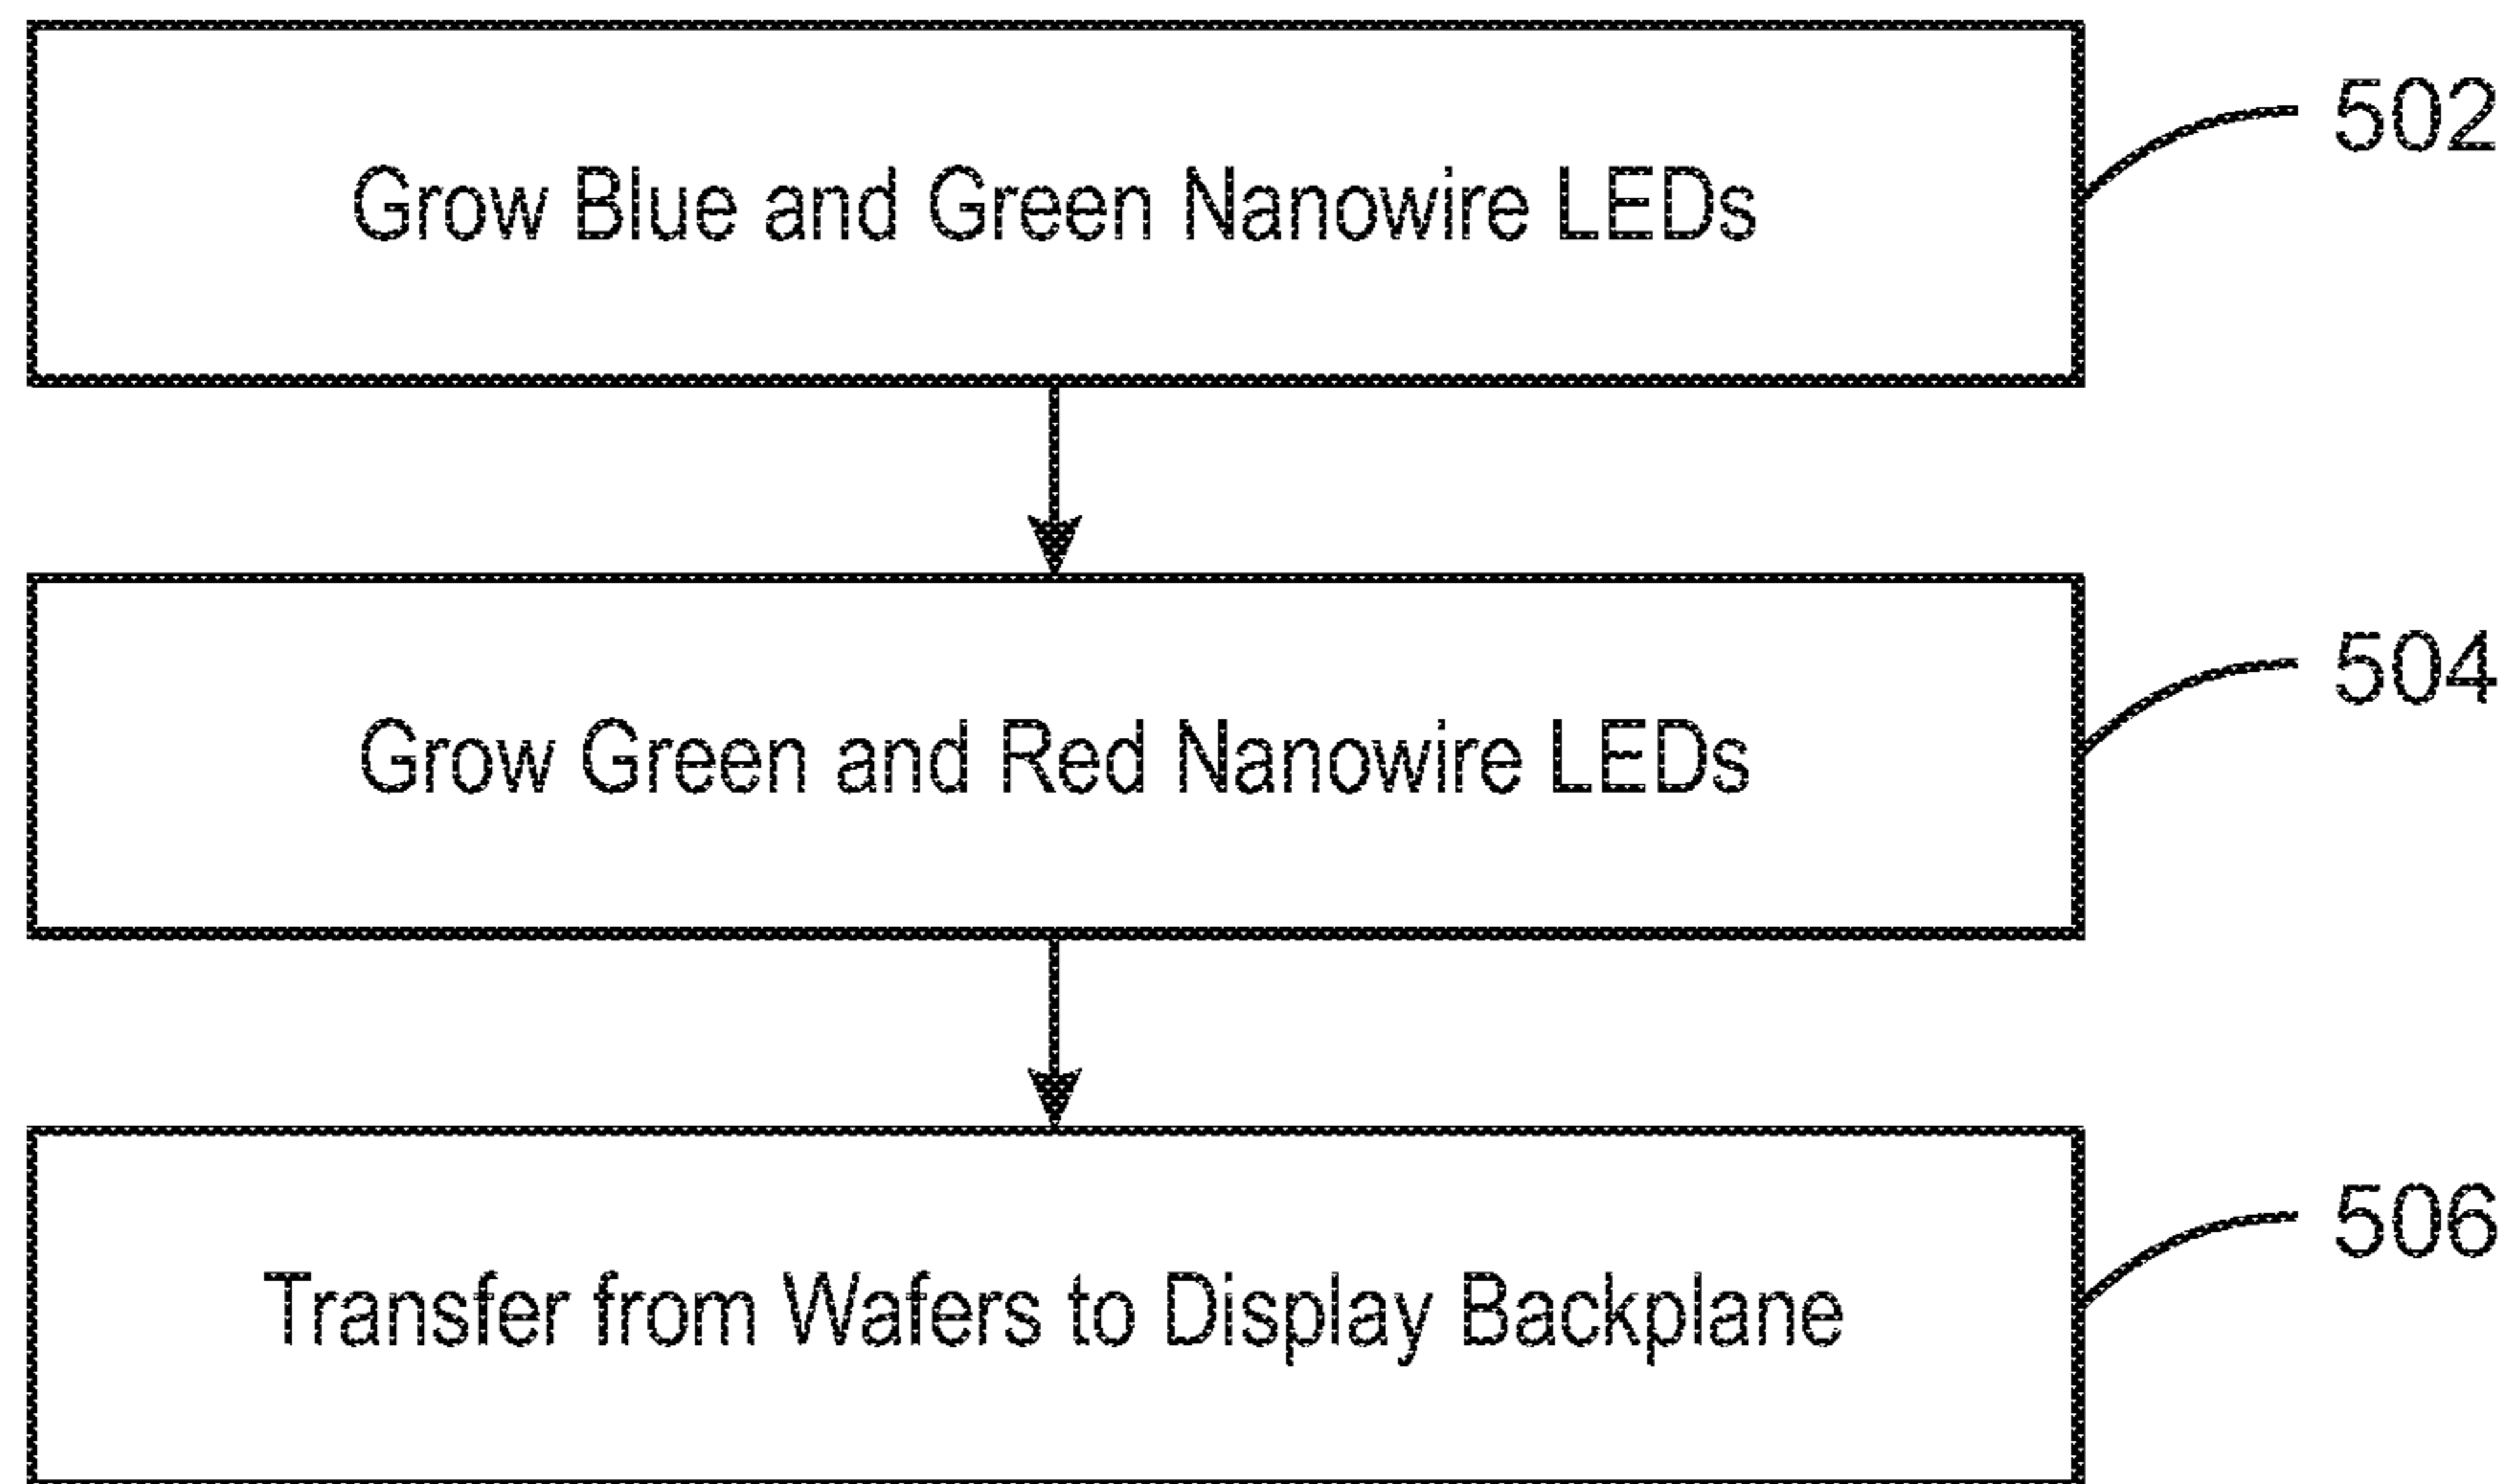 Grow Blue and Green Nanowire LEDs
502
Grow Green and Red Nanowire LEDs
504
Transfer from Wafers to Display Backplane
506